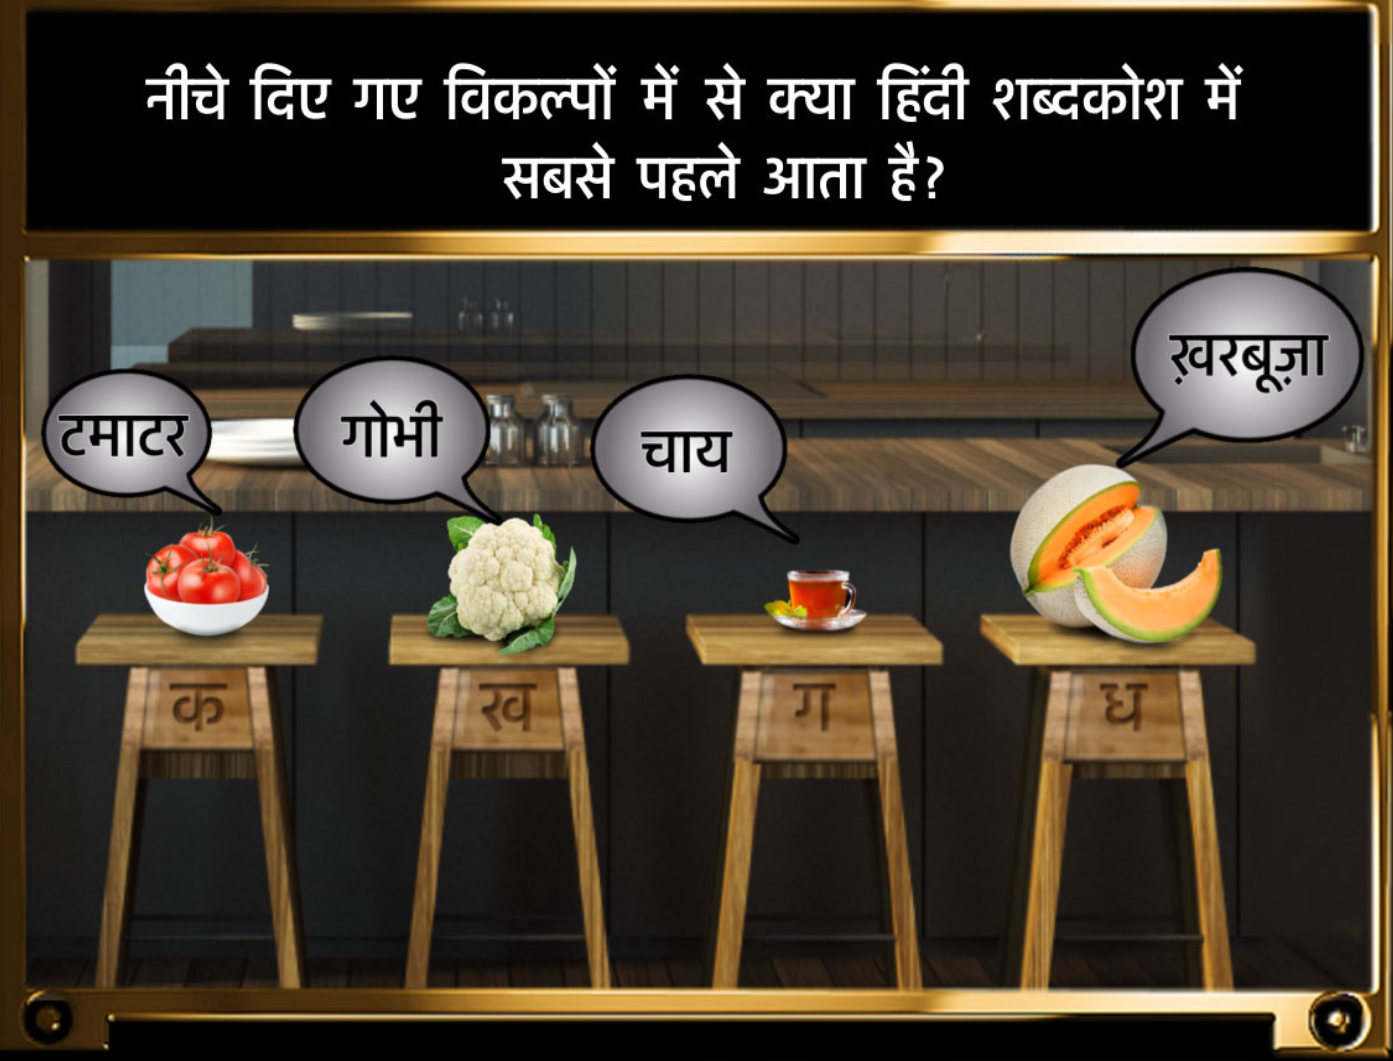 नीचे दिए गए विकल्पों में से क्या हिंदी शब्दकोश में
सबसे पहले आता है?
टमाटर
गोभी
चाय
ख़रबूज़ा
क
ख
ग
ध